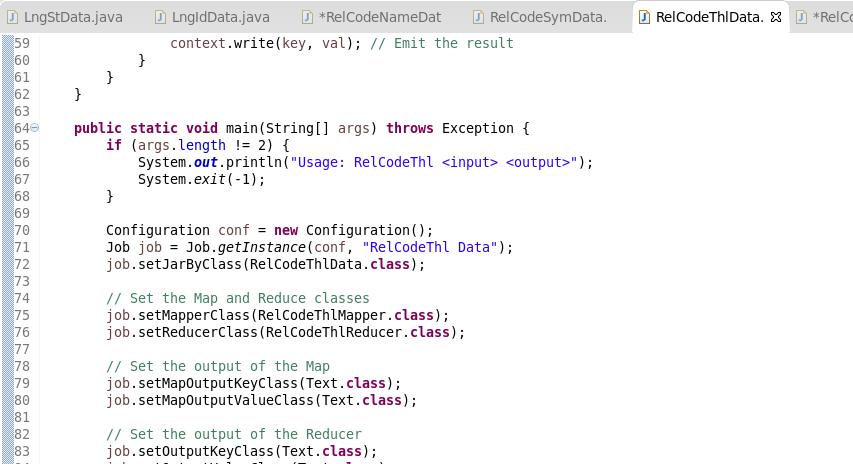 LngStData.java LngIdData.java *RelCodeNameDat RelCodeSymData. RelCodeThlData. *RelC
59 context.write(key, val); // Emit the result
60 }
61 }
62 }
63
64 public static void main(String[] args) throws Exception {
65 if (args.length != 2) {
66 System.out.println("Usage: RelCodeThl <input> <output>");
67 System.exit(-1);
68 }
69
70 Configuration conf = new Configuration();
71 Job job = Job.getInstance(conf, "RelCodeThl Data");
72 job.setJarByClass(RelCodeThlData.class);
73
74 // Set the Map and Reduce classes
75 job.setMapperClass(RelCodeThlMapper.class);
76 job.setReducerClass(RelCodeThlReducer.class);
77
78 // Set the output of the Map
79 job.setMapOutputKeyClass(Text.class);
80 job.setMapOutputValueClass(Text.class);
81
82 // Set the output of the Reducer
83 job.setOutputKeyClass(Text.class);